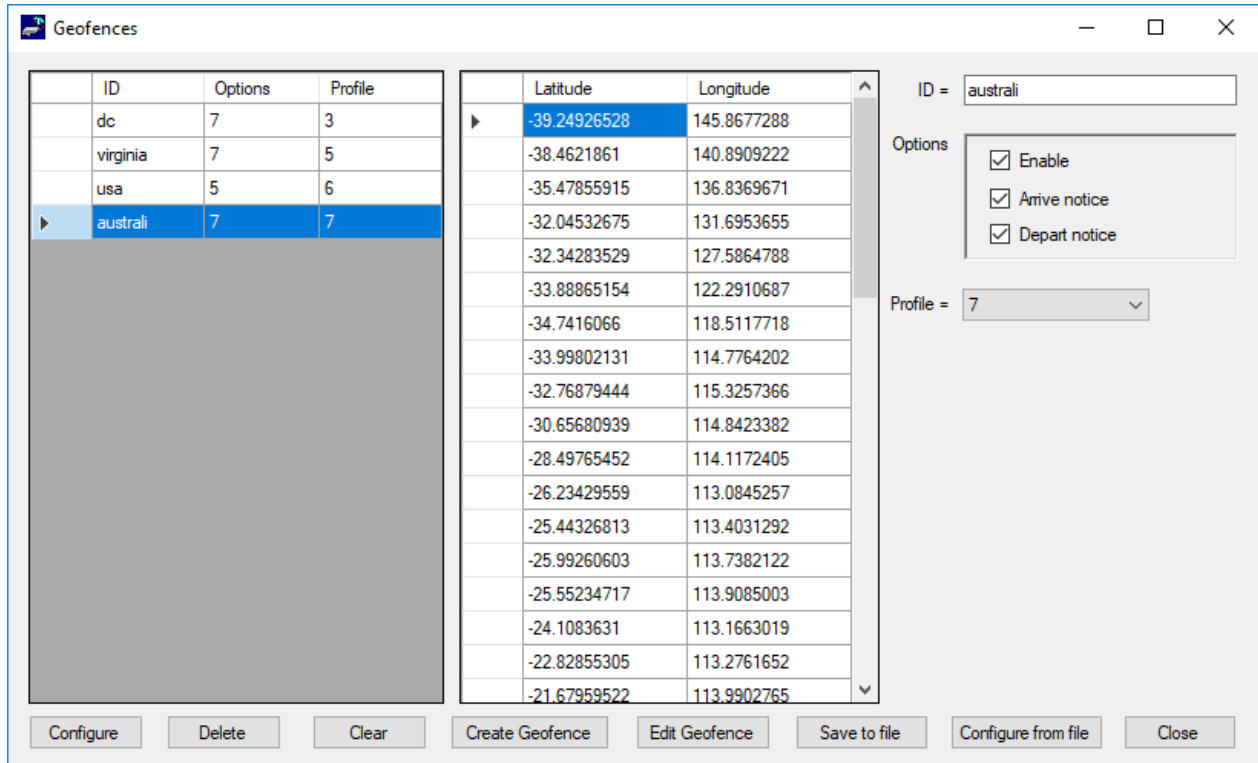 Geofences
ID Options Profile
dc 7 3
virginia 7 5
usa 5 6
australi 7 7
Latitude Longitude
-39.24926528 145.8677288
-38.4621861 140.8909222
-35.47855915 136.8369671
-32.04532675 131.6953655
-32.34283529 127.5864788
-33.88865154 122.2910687
-34.7416066 118.5117718
-33.99802131 114.7764202
-32.76879444 115.3257366
-30.65680939 114.8423382
-28.49765452 114.1172405
-26.23429559 113.0845257
-25.44326813 113.4031292
-25.99260603 113.7382122
-25.55234717 113.9085003
-24.1083631 113.1663019
-22.82855305 113.2761652
-21.67959522 113.9902765
ID = australi
Options
Enable
Arrive notice
Depart notice
Profile = 7
Configure Delete Clear Create Geofence Edit Geofence Save to file Configure from file Close